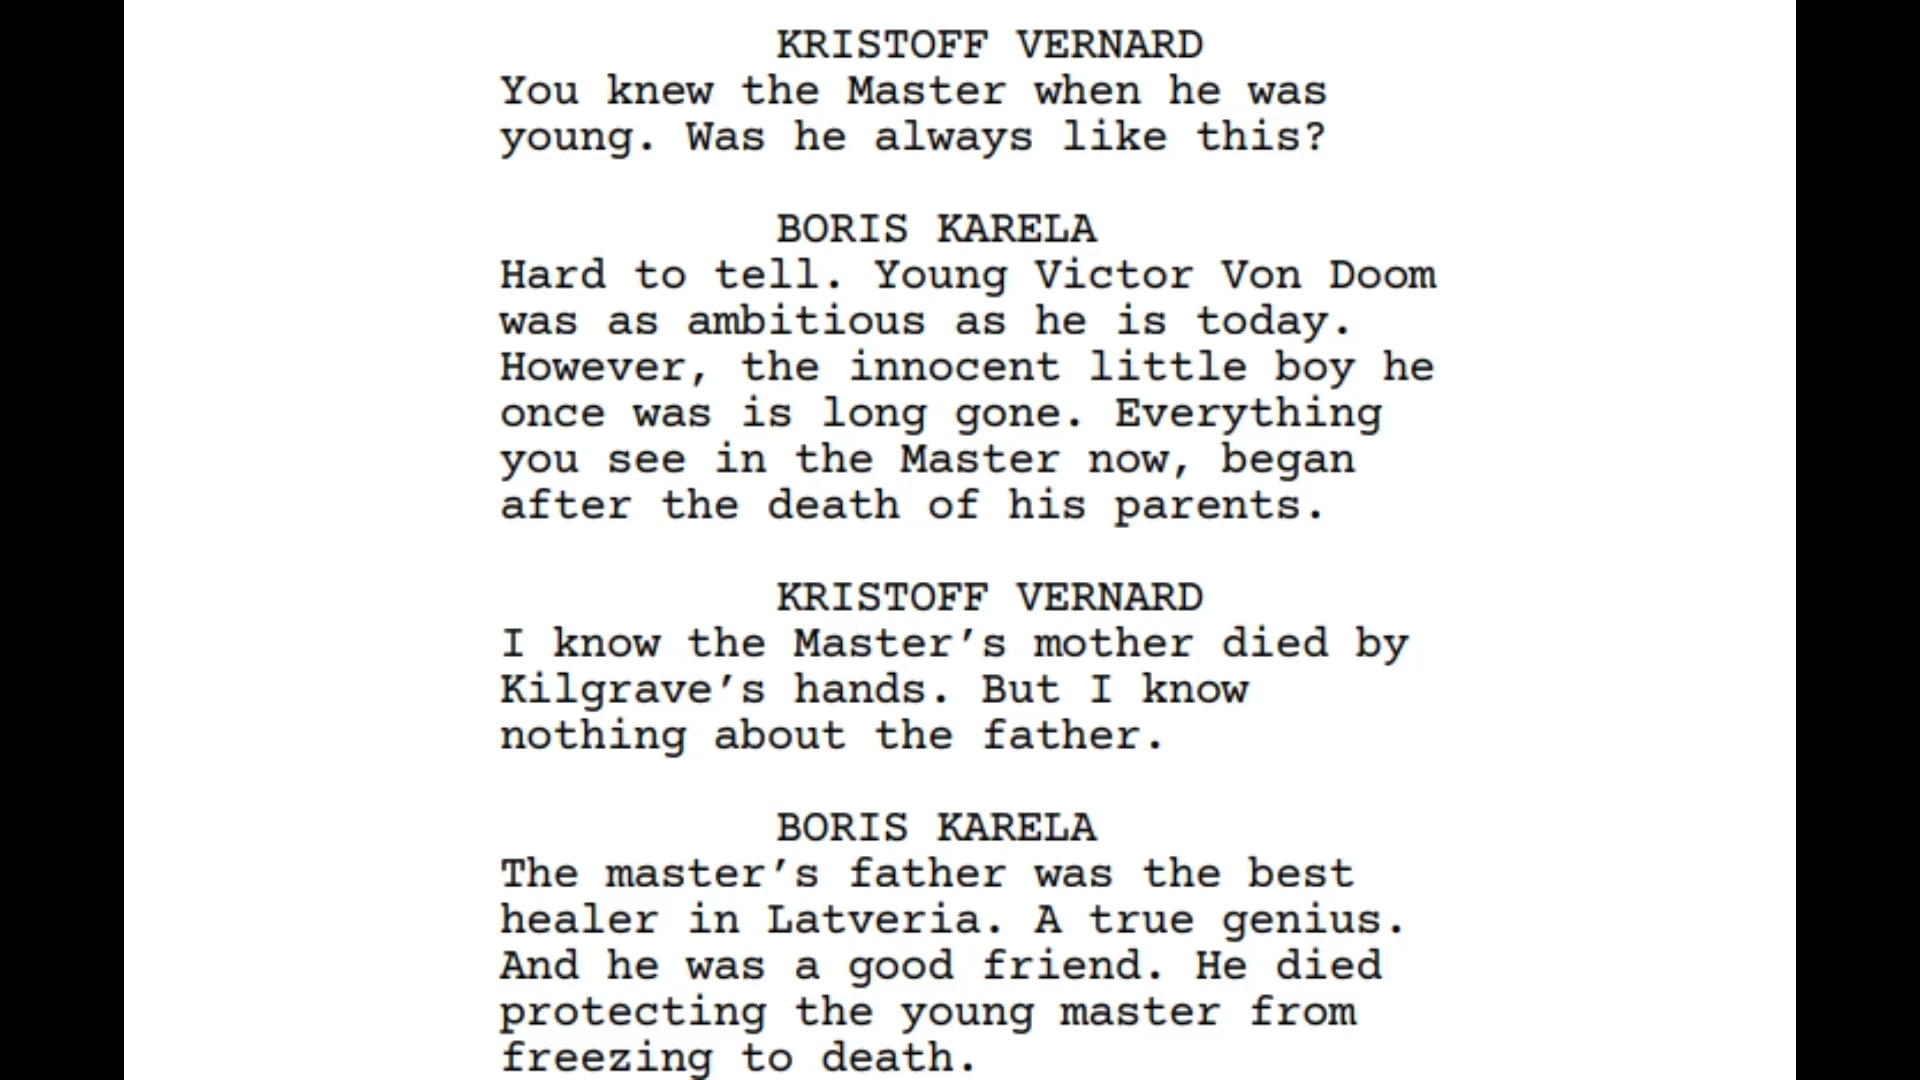 KRISTOFF VERNARD
You knew the Master when he was
young. Was he always like this?
BORIS KARELA
Hard to tell. Young Victor Von Doom
was as ambitious as he is today.
However, the innocent little boy he
once was is long gone. Everything
you see in the Master now, began
after the death of his parents.
KRISTOFF VERNARD
I know the Master’s mother died by
Kilgrave’s hands. But I know
nothing about the father.
BORIS KARELA
The master’s father was the best
healer in Latveria. A true genius.
And he was a good friend. He died
protecting the young master from
freezing to death.